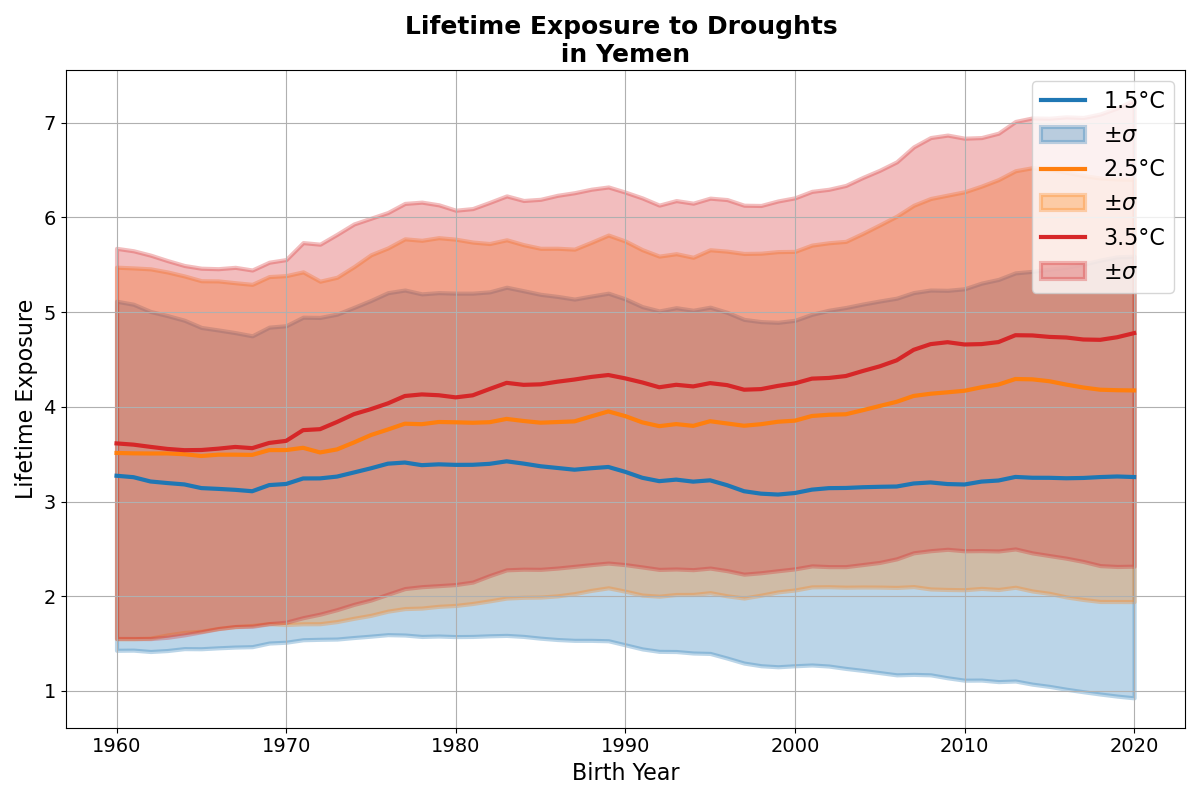 Lifetime Exposure to Droughts
in Yemen
Lifetime Exposure
7
6
5
4
3
2
1
1960 1970 1980 1990 2000 2010 2020
Birth Year
1.5°C
±σ
2.5°C
±σ
3.5°C
±σ